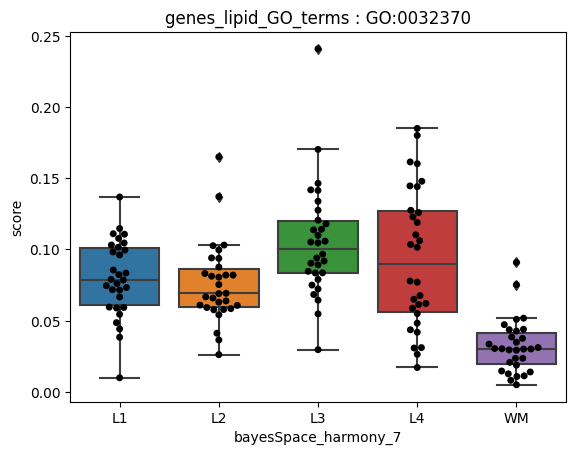 genes_lipid_GO_terms : GO:0032370
0.25
0.20
0.15
0.10
0.05
0.00
score
L1 L2 L3 L4 WM
bayesSpace_harmony_7